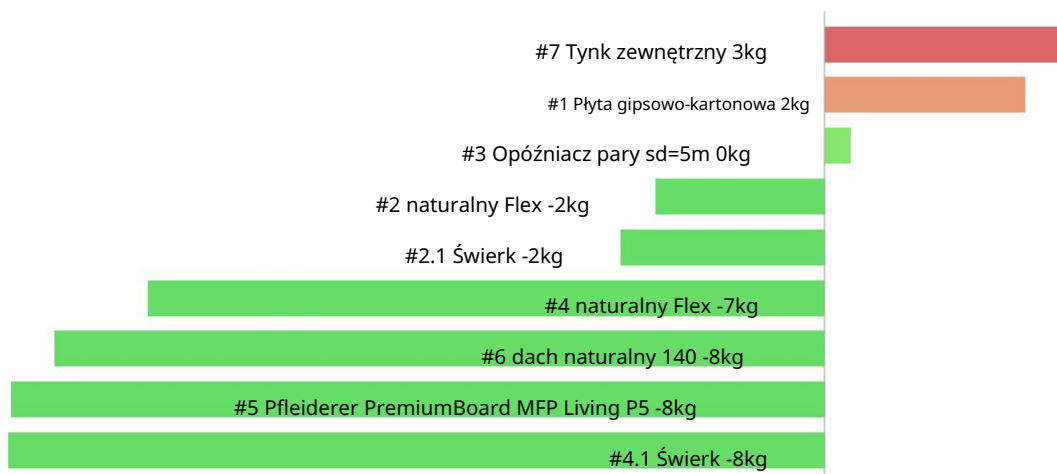 #7 Tynk zewnętrzny 3kg
#1 Płyta gipsowo-kartonowa 2kg
#3 Opóźniacz pary sd=5m 0kg
#2 naturalny Flex -2kg
#2.1 Świerk -2kg
#4 naturalny Flex -7kg
#6 dach naturalny 140 -8kg
#5 Pfleiderer PremiumBoard MFP Living P5 -8kg
#4.1 Świerk -8kg